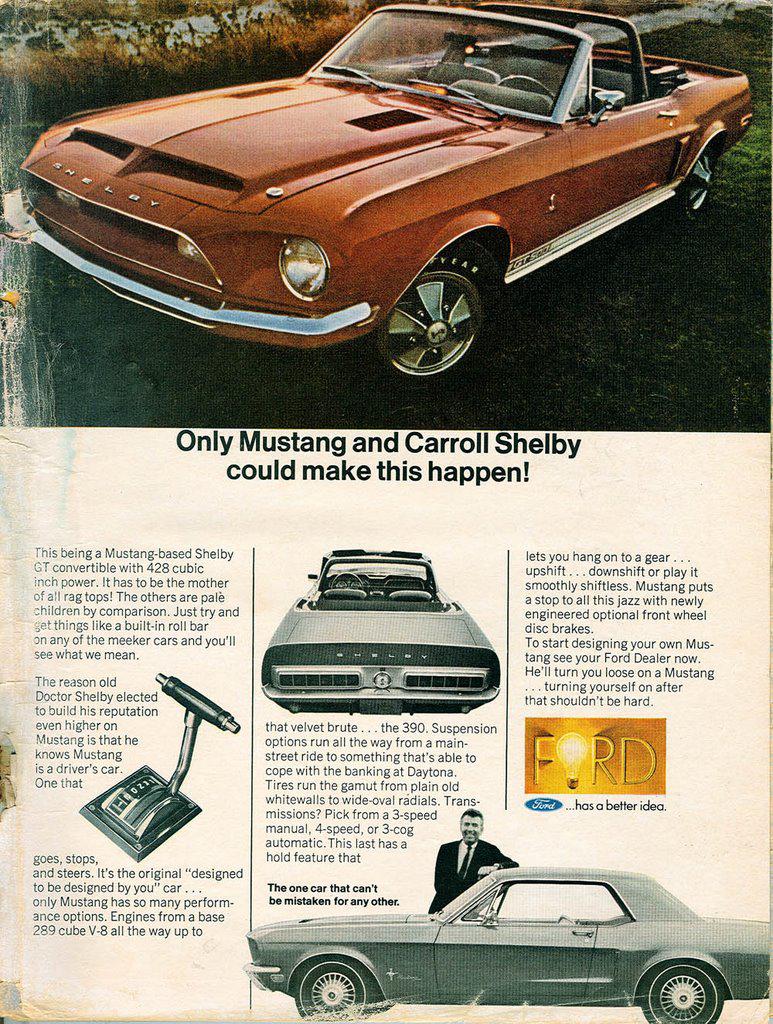 SHELBY
YEAR
Only Mustang and Carroll Shelby
could make this happen!
This being a Mustang-based Shelby
GT convertible with 428 cubic
inch power. It has to be the mother
of all rag tops! The others are pale
children by comparison. Just try and
get things like a built-in roll bar
on any of the meeker cars and you'll
see what we mean.
The reason old
Doctor Shelby elected
to build his reputation
even higher on
Mustang is that he
knows Mustang
is a driver's car.
One that
goes, stops,
and steers. It's the original "designed
to be designed by you" car ...
only Mustang has so many perform-
ance options. Engines from a base
289 cube V-8 all the way up to
SHELBY
that velvet brute ... the 390. Suspension
options run all the way from a main-
street ride to something that's able to
cope with the banking at Daytona.
Tires run the gamut from plain old
whitewalls to wide-oval radials. Trans-
missions? Pick from a 3-speed
manual, 4-speed, or 3-cog
automatic. This last has a
hold feature that
The one car that can't
be mistaken for any other.
lets you hang on to a gear ...
upshift ... downshift or play it
smoothly shiftless. Mustang puts
a stop to all this jazz with newly
engineered optional front wheel
disc brakes.
To start designing your own Mus-
tang see your Ford Dealer now.
He'll turn you loose on a Mustang
... turning yourself on after
that shouldn't be hard.
FORD
Ford ...has a better idea.